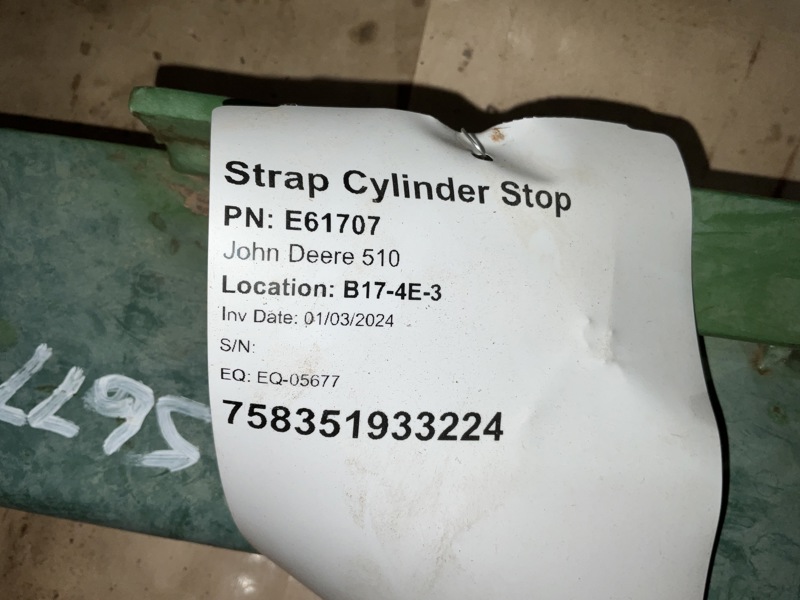 Strap Cylinder Stop
PN: E61707
John Deere 510
Location: B17-4E-3
Inv Date: 01/03/2024
S/N:
EQ: EQ-05677
758351933224
5677